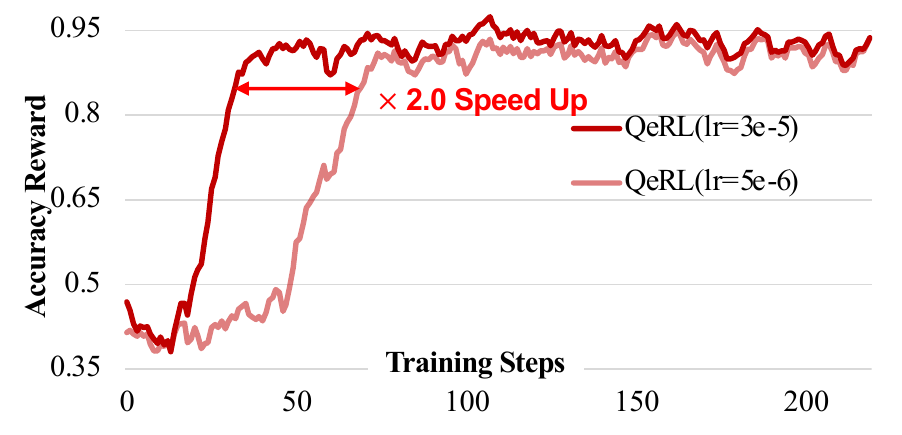 Accuracy Reward
0.95
0.8
0.65
0.5
0.35
× 2.0 Speed Up
QeRL(lr=3e-5)
QeRL(lr=5e-6)
Training Steps
0 50 100 150 200